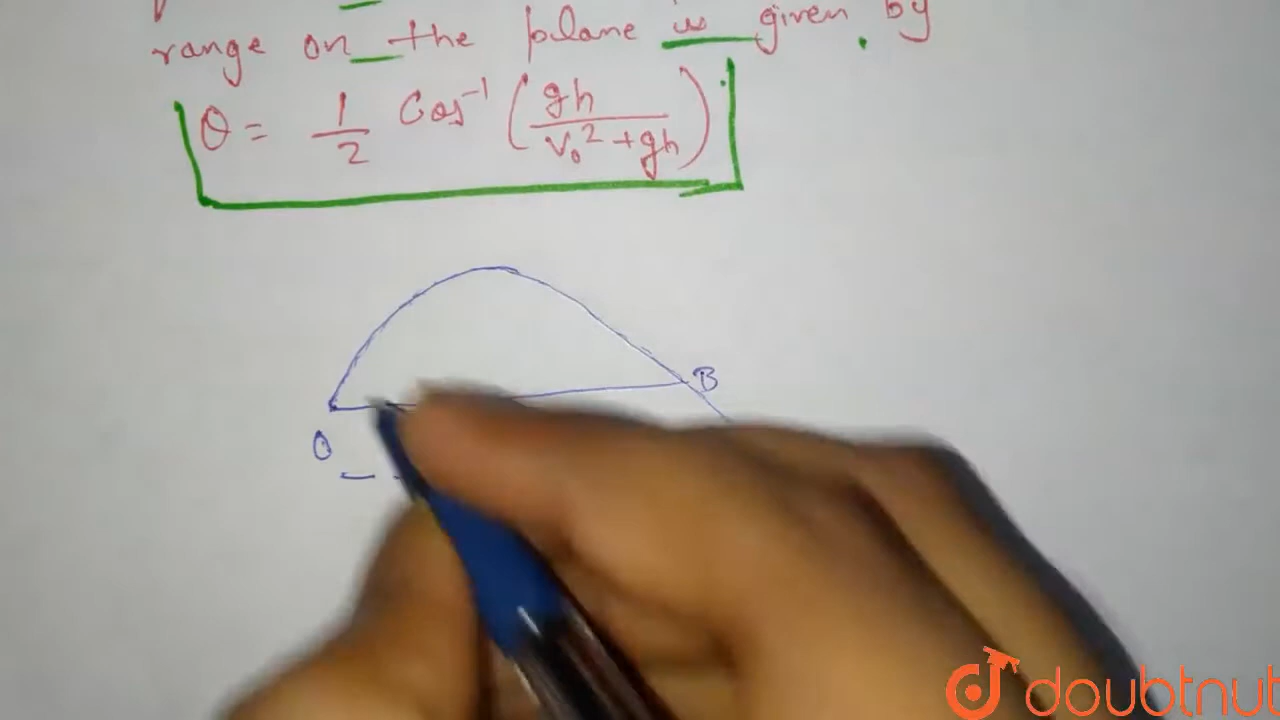 range on the plane is given by
θ = 1/2 Cos⁻¹ (gh / v₀² + gh)
B
O
doubtnut